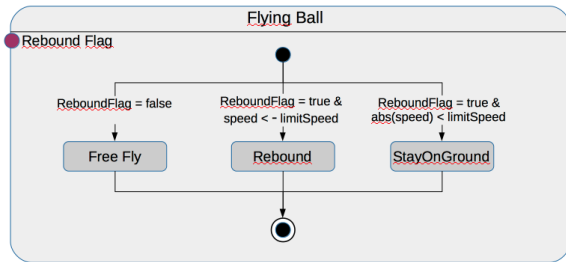 Flying Ball
Rebound Flag
ReboundFlag = false
ReboundFlag = true &
speed < - limitSpeed
ReboundFlag = true &
abs(speed) < limitSpeed
Free Fly
Rebound
StayOnGround